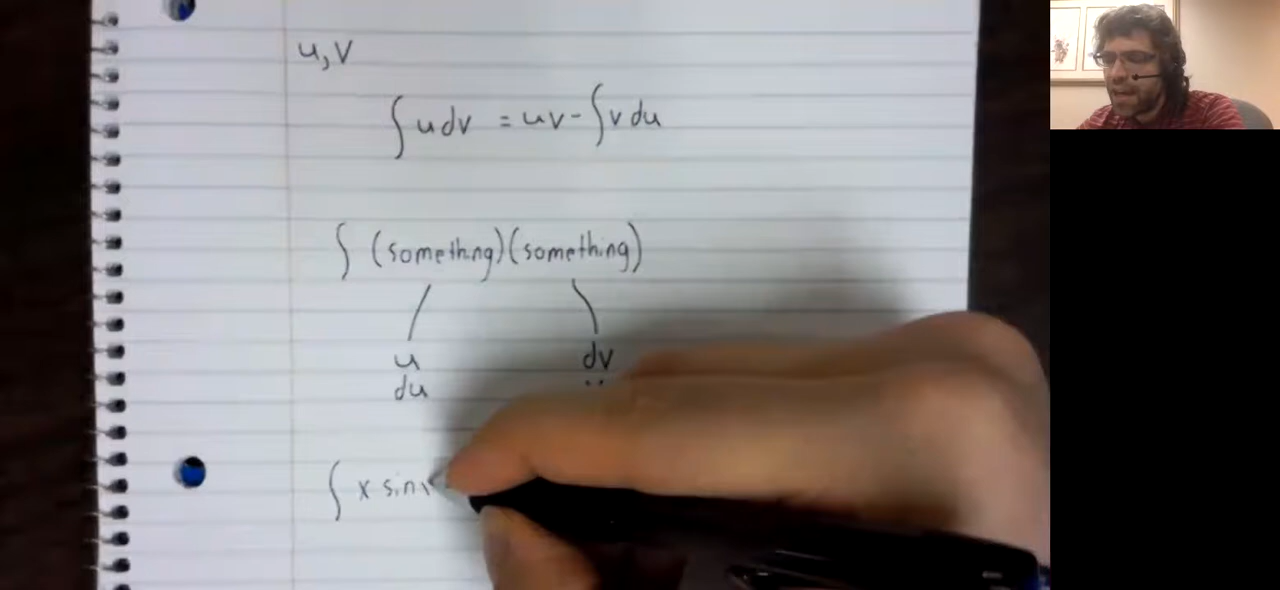 u, v
∫ u dv = uv - ∫ v du
∫ (something)(something)
u dv
du
∫ x sin